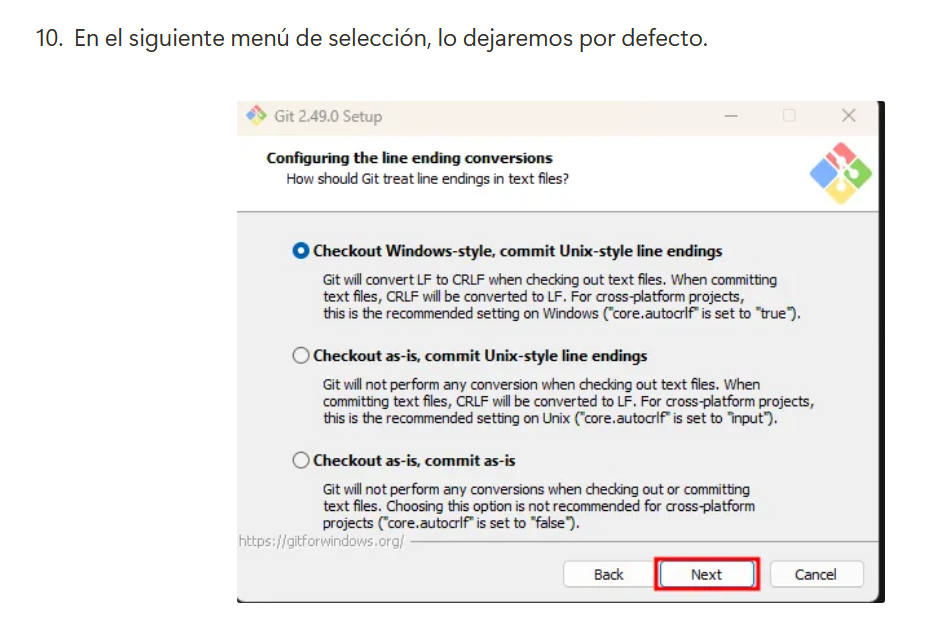 10. En el siguiente menú de selección, lo dejaremos por defecto.
Git 2.49.0 Setup
Configuring the line ending conversions
How should Git treat line endings in text files?
Checkout Windows-style, commit Unix-style line endings
Git will convert LF to CRLF when checking out text files. When committing
text files, CRLF will be converted to LF. For cross-platform projects,
this is the recommended setting on Windows ("core.autocrlf" is set to "true").
Checkout as-is, commit Unix-style line endings
Git will not perform any conversion when checking out text files. When
committing text files, CRLF will be converted to LF. For cross-platform projects,
this is the recommended setting on Unix ("core.autocrlf" is set to "input").
Checkout as-is, commit as-is
Git will not perform any conversions when checking out or committing
text files. Choosing this option is not recommended for cross-platform
projects ("core.autocrlf" is set to "false").
https://gitforwindows.org/
Back Next Cancel